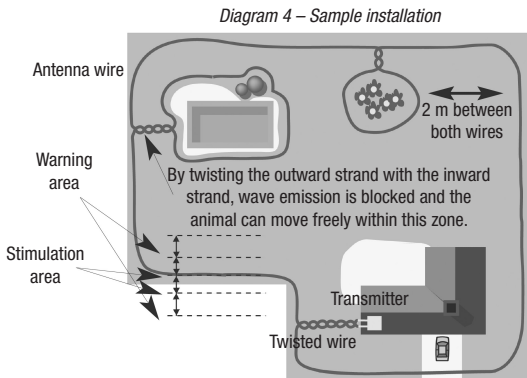 Diagram 4 – Sample installation
Antenna wire
2 m between
both wires
By twisting the outward strand with the inward
strand, wave emission is blocked and the
animal can move freely within this zone.
Warning
area
Stimulation
area
Transmitter
Twisted wire